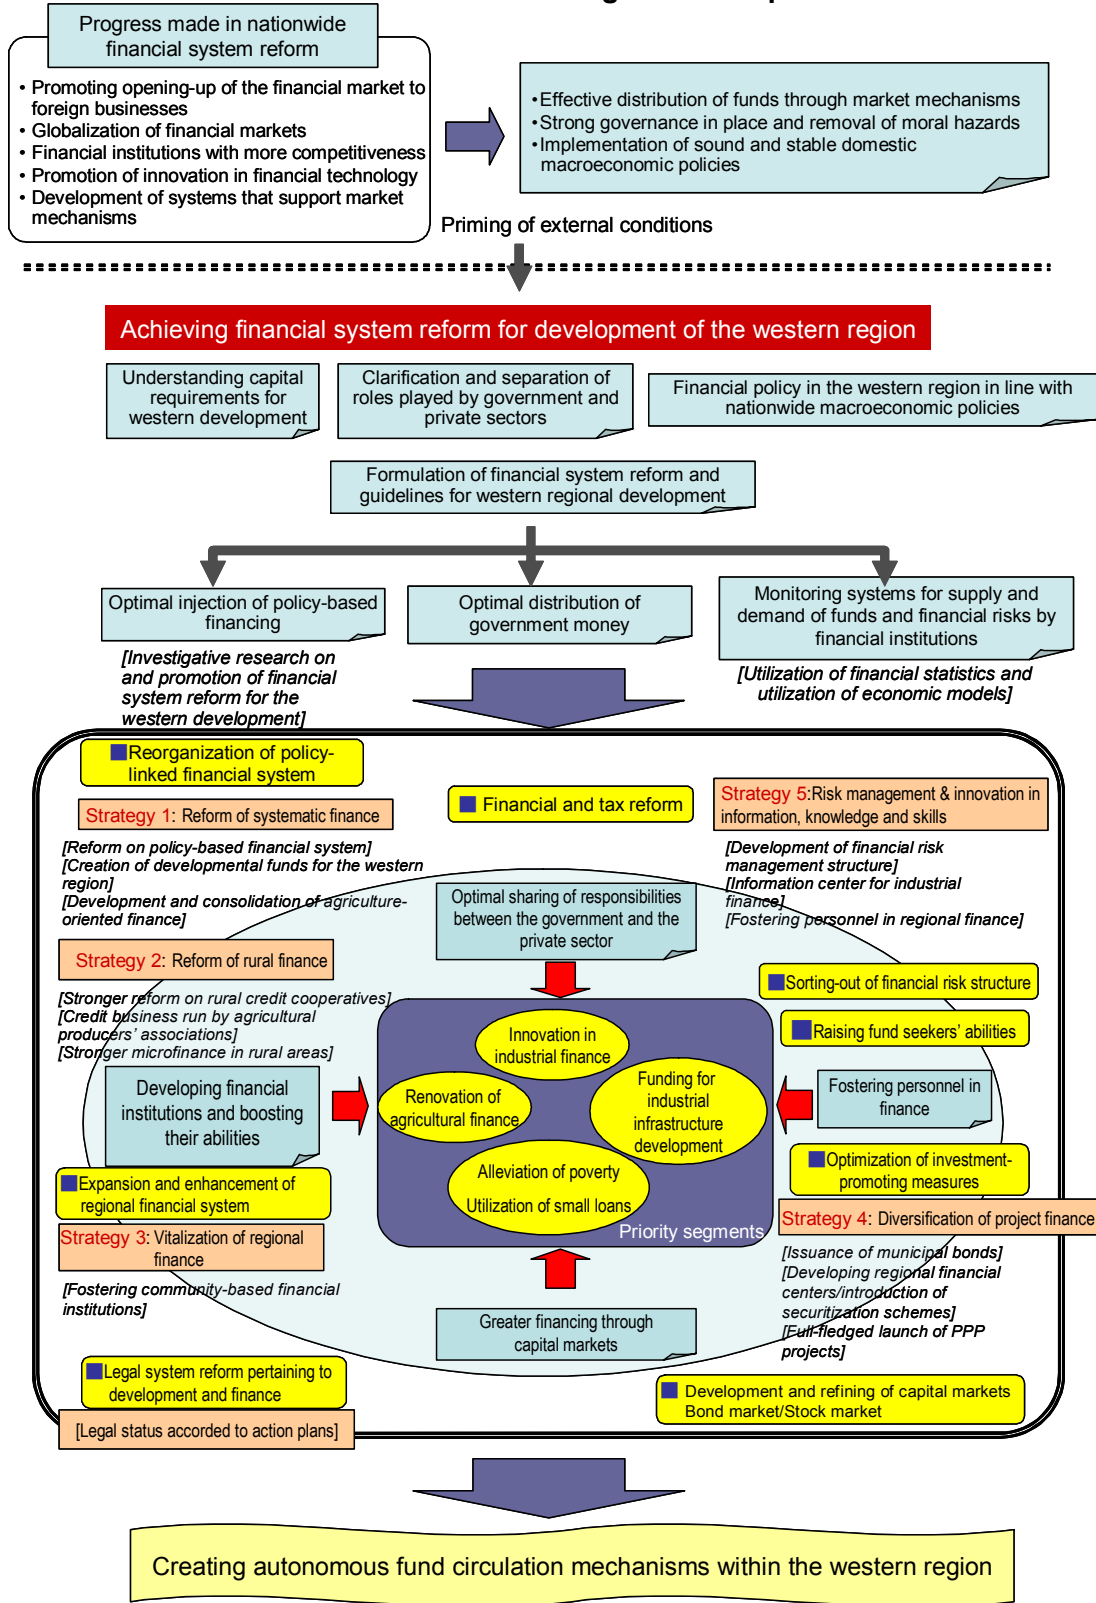 Progress made in nationwide
financial system reform
• Promoting opening-up of the financial market to
foreign businesses
• Globalization of financial markets
• Financial institutions with more competitiveness
• Promotion of innovation in financial technology
• Development of systems that support market
mechanisms
•Effective distribution of funds through market mechanisms
•Strong governance in place and removal of moral hazards
•Implementation of sound and stable domestic
macroeconomic policies
Priming of external conditions
Achieving financial system reform for development of the western region
Understanding capital
requirements for
western development
Clarification and separation of
roles played by government and
private sectors
Financial policy in the western region in line with
nationwide macroeconomic policies
Formulation of financial system reform and
guidelines for western regional development
Optimal injection of policy-based
financing
Optimal distribution of
government money
Monitoring systems for supply and
demand of funds and financial risks by
financial institutions
[Investigative research on
and promotion of financial
system reform for the
western development]
[Utilization of financial statistics and
utilization of economic models]
Reorganization of policy-
linked financial system
Financial and tax reform
Strategy 1: Reform of systematic finance
[Reform on policy-based financial system]
[Creation of developmental funds for the western
region]
[Development and consolidation of agriculture-
oriented finance]
Strategy 5:Risk management & innovation in
information, knowledge and skills
[Development of financial risk
management structure]
[Information center for industrial
finance]
[Fostering personnel in regional finance]
Optimal sharing of responsibilities
between the government and the
private sector
Strategy 2: Reform of rural finance
[Stronger reform on rural credit cooperatives]
[Credit business run by agricultural
producers' associations]
[Stronger microfinance in rural areas]
Sorting-out of financial risk structure
Raising fund seekers' abilities
Innovation in
industrial finance
Renovation of
agricultural finance
Funding for
industrial
infrastructure
development
Alleviation of poverty
Utilization of small loans
Priority segments
Developing financial
institutions and boosting
their abilities
Fostering personnel in
finance
Expansion and enhancement of
regional financial system
Optimization of investment-
promoting measures
Strategy 3: Vitalization of regional
finance
[Fostering community-based financial
institutions]
Strategy 4: Diversification of project finance
[Issuance of municipal bonds]
[Developing regional financial
centers/introduction of
securitization schemes]
[Full-fledged launch of PPP
projects]
Greater financing through
capital markets
Legal system reform pertaining to
development and finance
[Legal status accorded to action plans]
Development and refining of capital markets
Bond market/Stock market
Creating autonomous fund circulation mechanisms within the western region